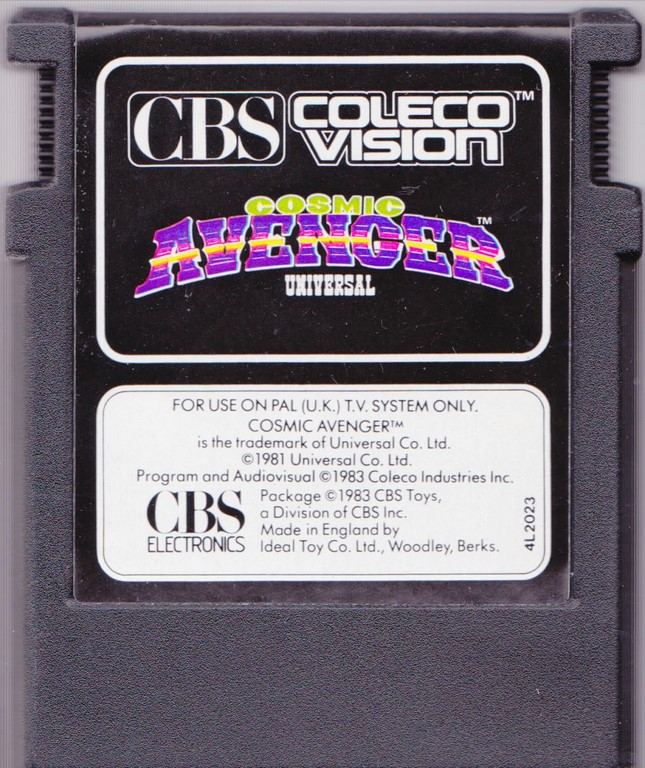 CBS COLECO VISION™
COSMIC
AVENGER™
UNIVERSAL
FOR USE ON PAL (U.K.) T.V. SYSTEM ONLY.
COSMIC AVENGER™
is the trademark of Universal Co. Ltd.
©1981 Universal Co. Ltd.
Program and Audiovisual ©1983 Coleco Industries Inc.
CBS
ELECTRONICS
Package ©1983 CBS Toys,
a Division of CBS Inc.
Made in England by
Ideal Toy Co. Ltd., Woodley, Berks.
4L2023